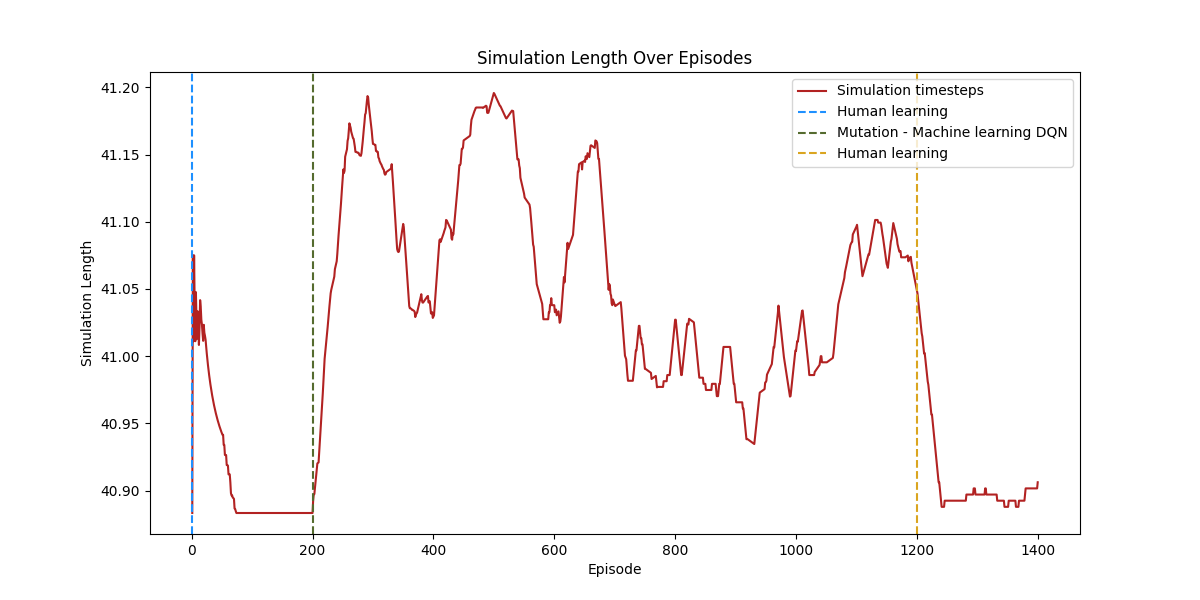 Simulation Length Over Episodes
Simulation timesteps
Human learning
Mutation - Machine learning DQN
Human learning
Simulation Length
41.20
41.15
41.10
41.05
41.00
40.95
40.90
0 200 400 600 800 1000 1200 1400
Episode